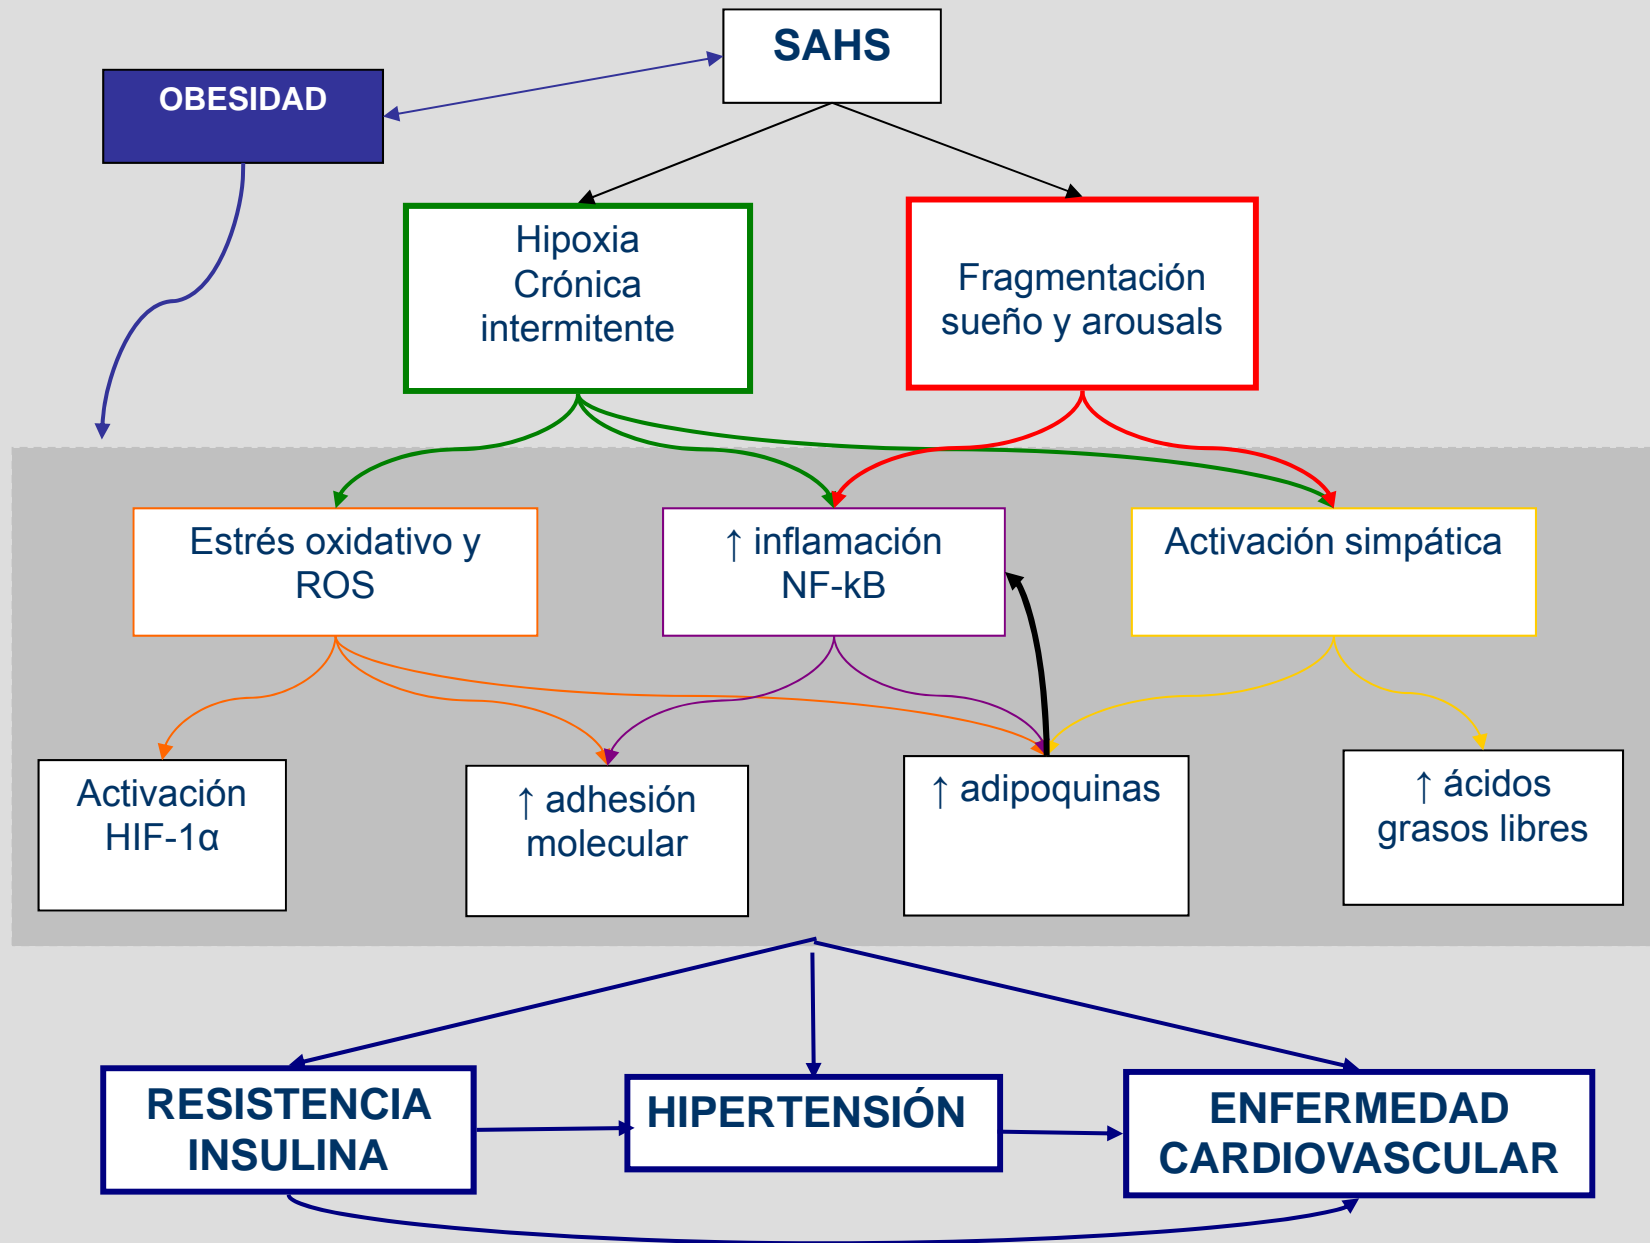 SAHS
OBESIDAD
Hipoxia
Crónica
intermitente
Fragmentación
sueño y arousals
Estrés oxidativo y
ROS
↑ inflamación
NF-kB
Activación simpática
Activación
HIF-1α
↑ adhesión
molecular
↑ adipoquinas
↑ ácidos
grasos libres
RESISTENCIA
INSULINA
HIPERTENSIÓN
ENFERMEDAD
CARDIOVASCULAR